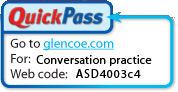 QuickPass
Go to glencoe.com
For: Conversation practice
Web code: ASD4003c4